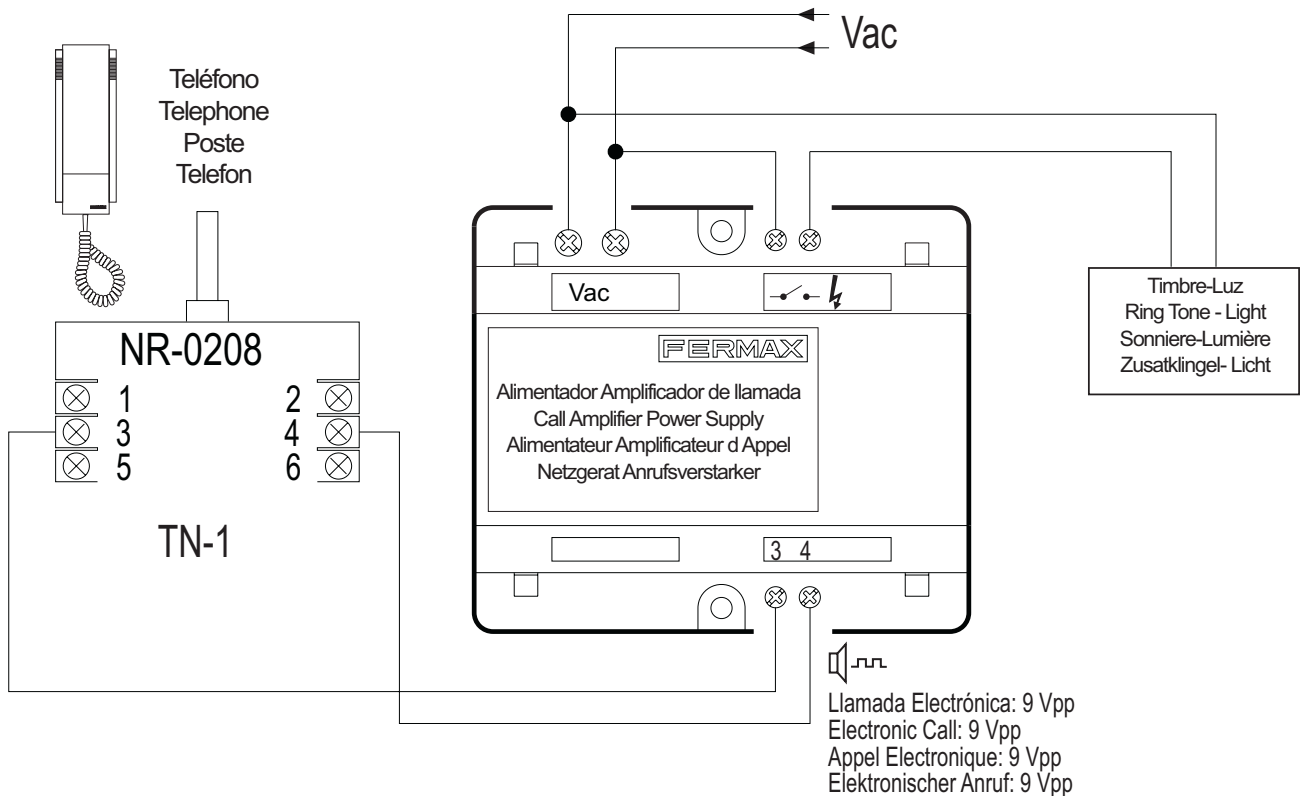 Vac
Teléfono
Telephone
Poste
Telefon
NR-0208
1 2
3 4
5 6
TN-1
Vac
FERMAX
Alimentador Amplificador de llamada
Call Amplifier Power Supply
Alimentateur Amplificateur d Appel
Netzgerat Anrufsverstarker
3 4
Timbre-Luz
Ring Tone - Light
Sonniere-Lumière
Zusatklingel- Licht
Llamada Electrónica: 9 Vpp
Electronic Call: 9 Vpp
Appel Electronique: 9 Vpp
Elektronischer Anruf: 9 Vpp